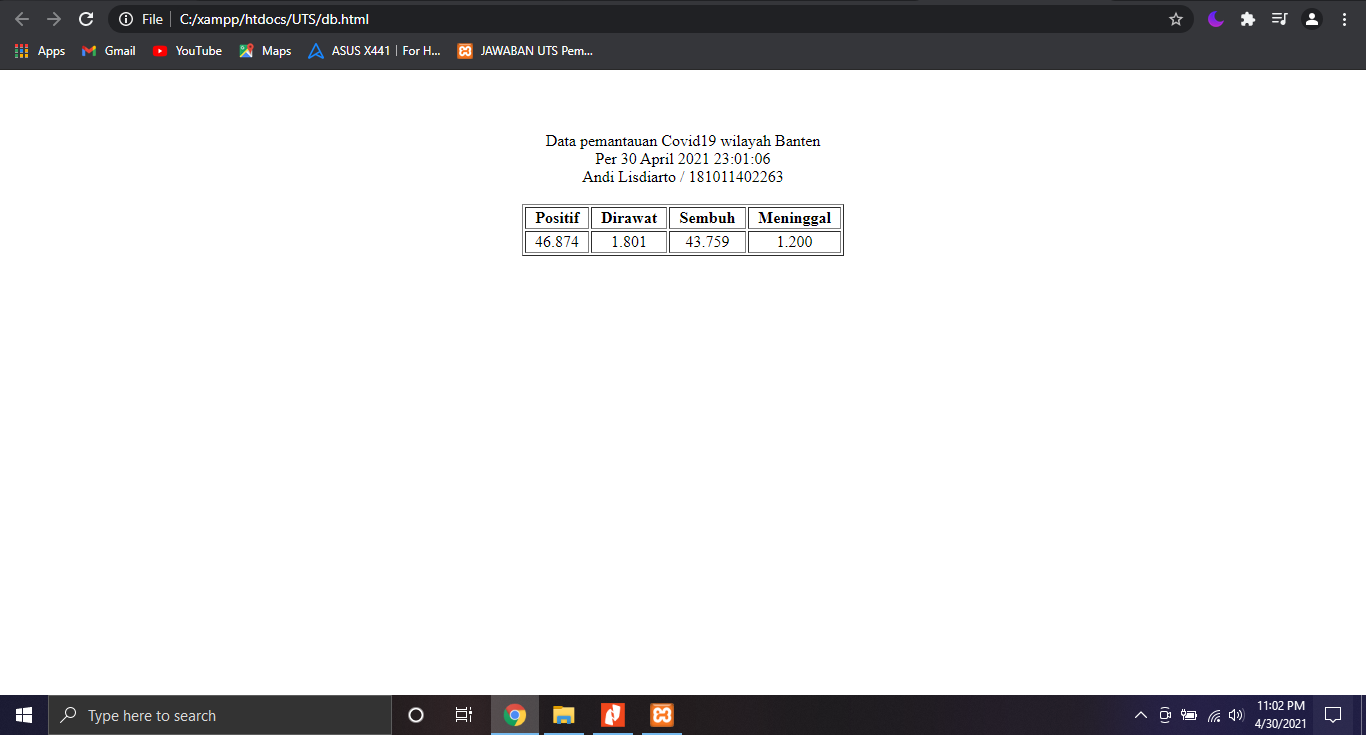 File | C:/xampp/htdocs/UTS/db.html
Apps Gmail YouTube Maps ASUS X441 | For H... JAWABAN UTS Pem...
Data pemantauan Covid19 wilayah Banten
Per 30 April 2021 23:01:06
Andi Lisdiarto / 181011402263
Positif Dirawat Sembuh Meninggal
46.874 1.801 43.759 1.200
Type here to search
11:02 PM
4/30/2021